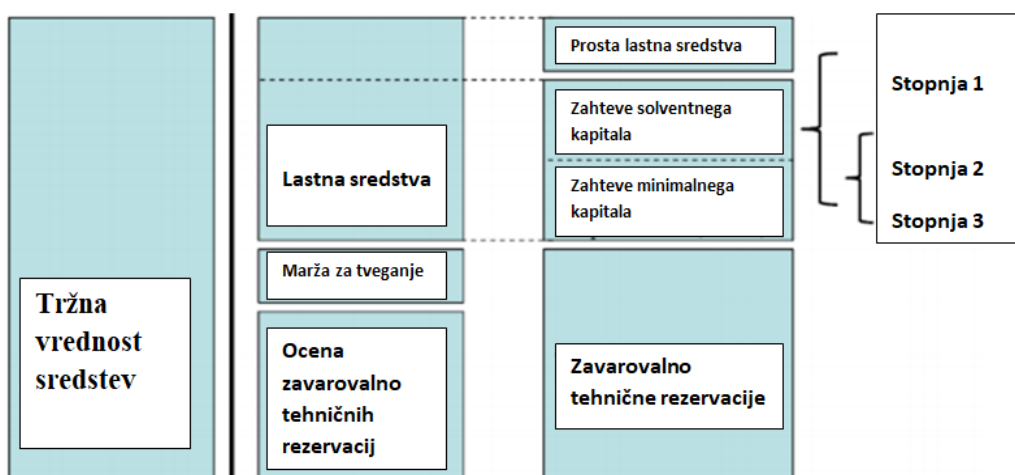 Tržna
vrednost
sredstev
Lastna sredstva
Marža za tveganje
Ocena
zavarovalno
tehničnih
rezervacij
Prosta lastna sredstva
Zahteve solventnega
kapitala
Zahteve minimalnega
kapitala
Zavarovalno
tehnične rezervacije
Stopnja 1
Stopnja 2
Stopnja 3